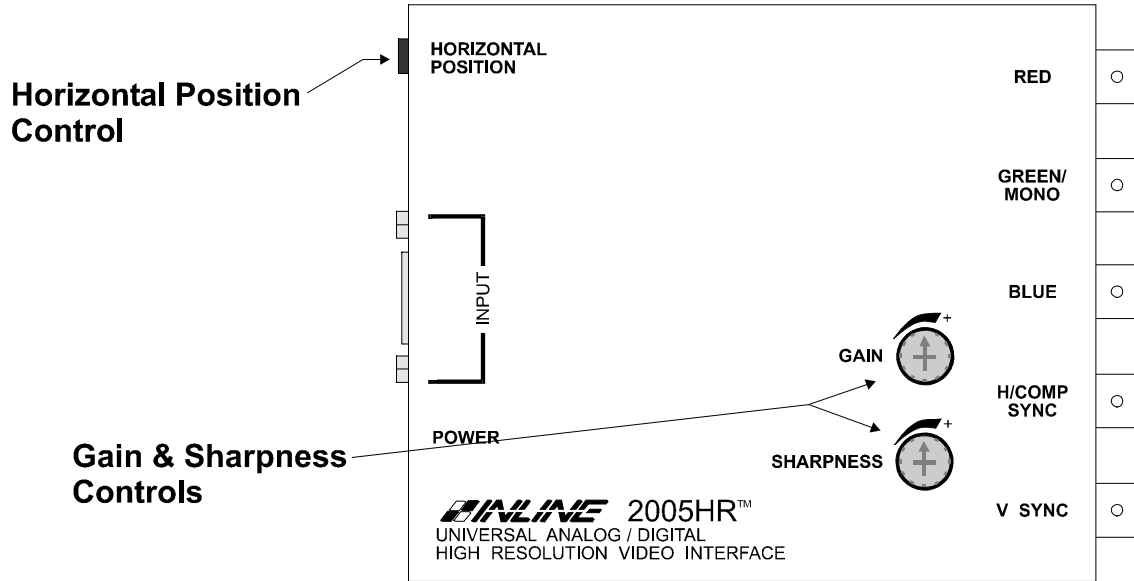 HORIZONTAL
POSITION
Horizontal Position
Control
RED
GREEN/
MONO
INPUT
BLUE
+
GAIN
H/COMP
SYNC
+
POWER
Gain & Sharpness
Controls
SHARPNESS
INLINE 2005HR™
V SYNC
UNIVERSAL ANALOG / DIGITAL
HIGH RESOLUTION VIDEO INTERFACE